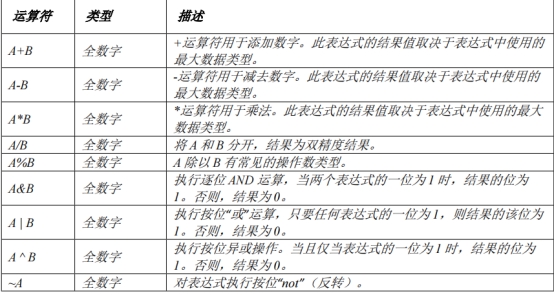 运算符 类型 描述
A+B 全数字 +运算符用于添加数字。此表达式的结果值取决于表达式中使用的
最大数据类型。
A-B 全数字 -运算符用于减去数字。此表达式的结果值取决于表达式中使用的
最大数据类型。
A*B 全数字 *运算符用于乘法。此表达式的结果值取决于表达式中使用的最大
数据类型。
A/B 全数字 将 A 和 B 分开，结果为双精度结果。
A%B 全数字 A 除以 B 有常见的操作数类型。
A&B 全数字 执行逐位 AND 运算，当两个表达式的一位为 1 时，结果的位为
1。否则，结果为 0。
A | B 全数字 执行按位“或”运算，只要任何表达式的一位为 1，则结果的该位为
1。否则，结果为 0。
A ^ B 全数字 执行按位异或操作。当且仅当表达式的一位为 1 时，结果的位为
1。否则，结果为 0。
~A 全数字 对表达式执行按位“not”（反转）。